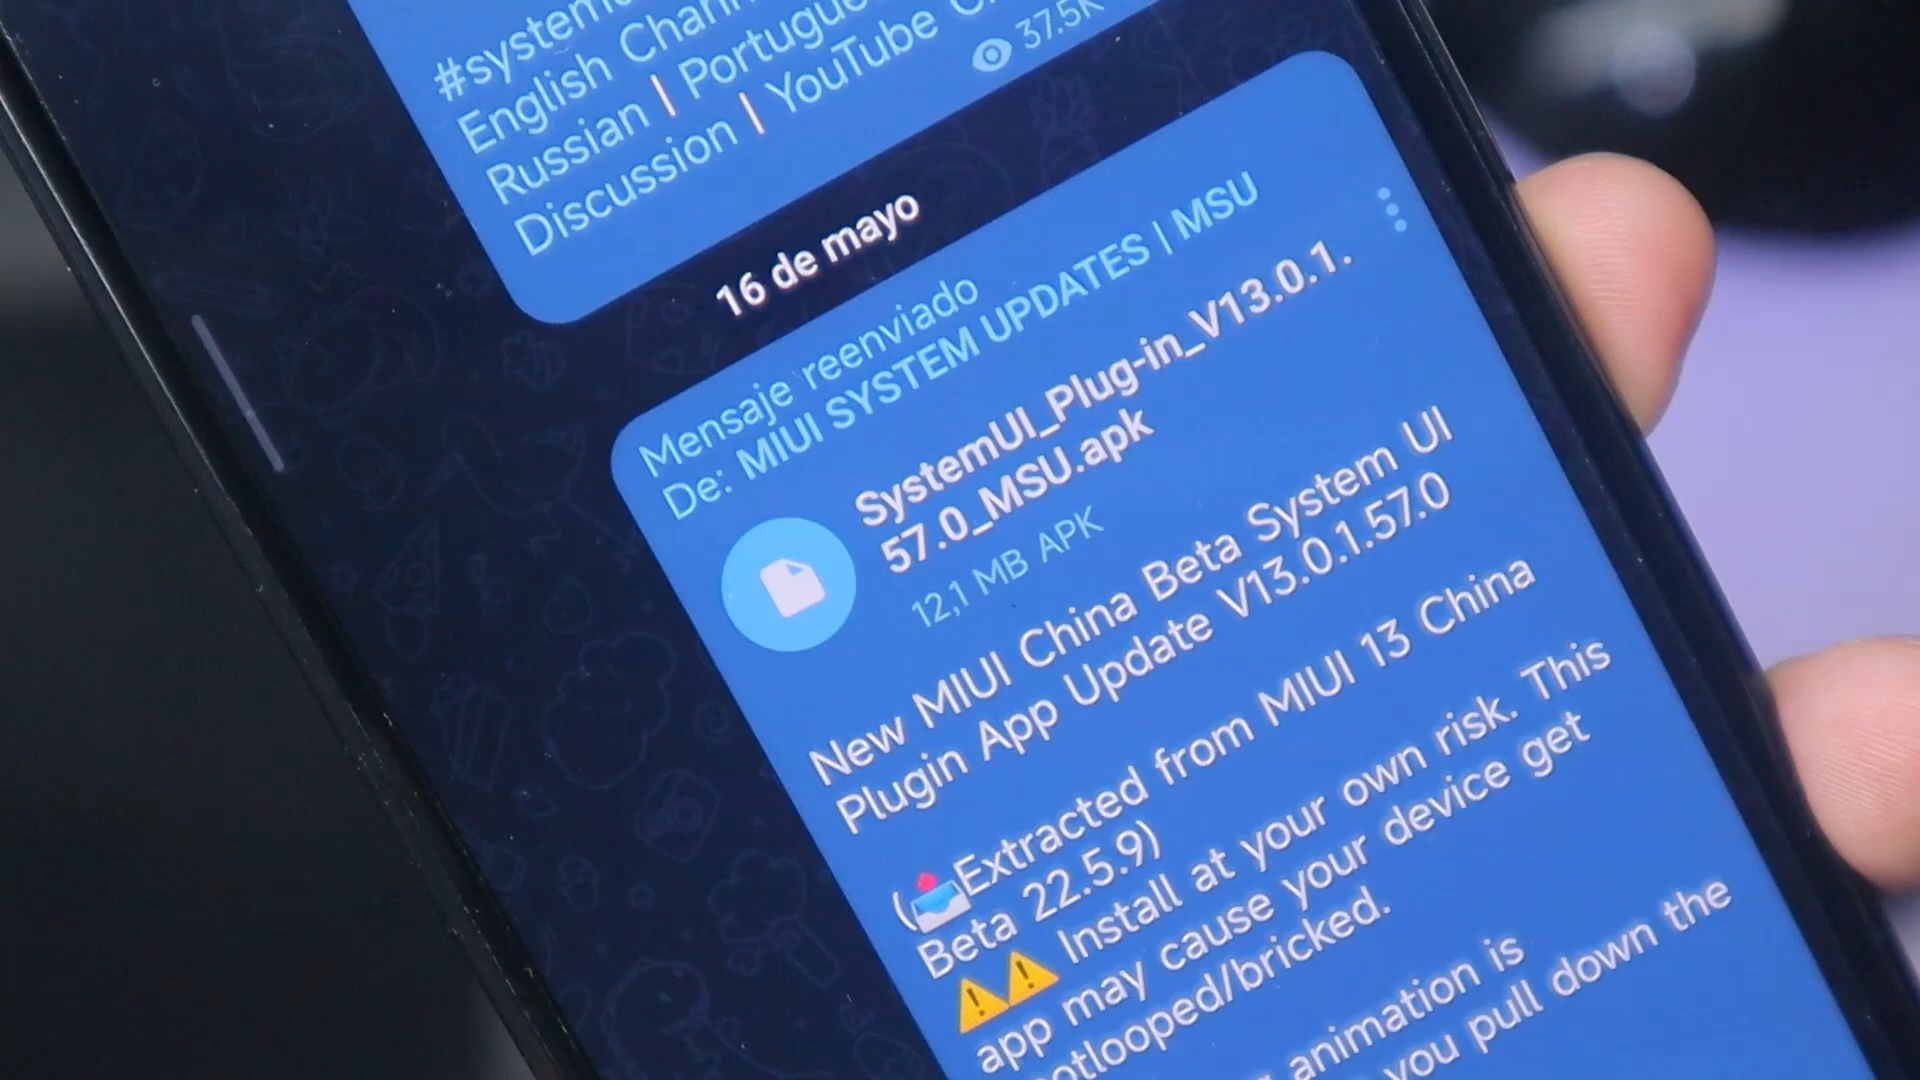 #system
English Chann
Russian | Portugue
Discussion | YouTube C
37.5K
16 de mayo
Mensaje reenviado
De: MIUI SYSTEM UPDATES | MSU
SystemUI_Plug-in_V13.0.1.
57.0_MSU.apk
12,1 MB APK
New MIUI China Beta System UI
Plugin App Update V13.0.1.57.0
(📥Extracted from MIUI 13 China
Beta 22.5.9)
⚠⚠ Install at your own risk. This
app may cause your device get
ootlooped/bricked.
animation is
you pull down the